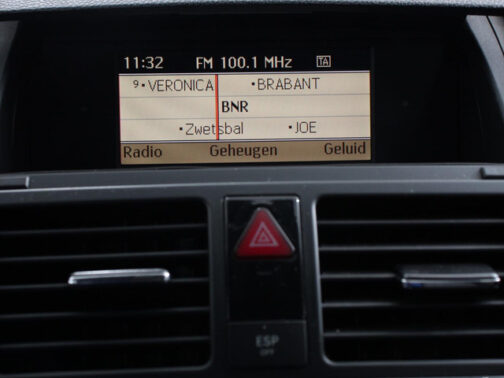 11:32 FM 100.1 MHz TA
9•VERONICA •BRABANT
BNR
•Zwetsbal •JOE
Radio Geheugen Geluid
ESP
OFF